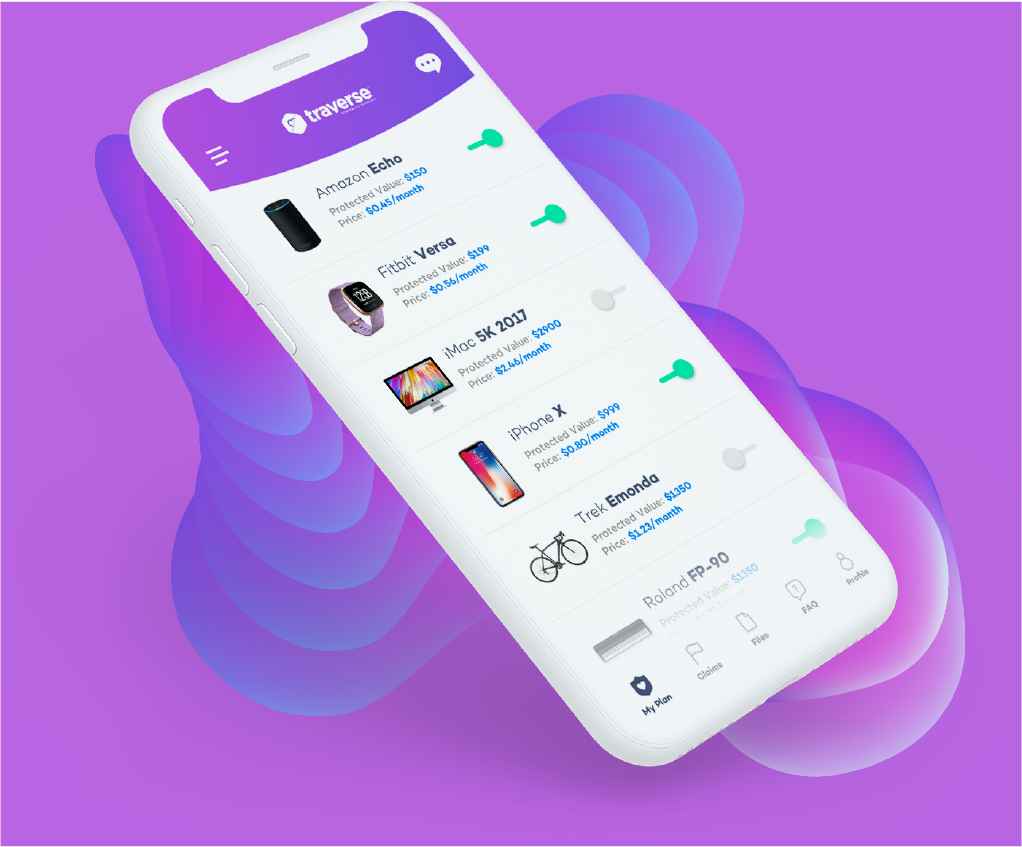 traverse
Amazon Echo
Protected Value: $150
Price: $0.45/month
Fitbit Versa
Protected Value: $199
Price: $0.56/month
iMac 5K 2017
Protected Value: $2900
Price: $2.46/month
iPhone X
Protected Value: $999
Price: $0.80/month
Trek Emonda
Protected Value: $1350
Price: $1.23/month
Roland FP-90
Protected Value: $1350
My Plan
Claims
Files
FAQ
Profile